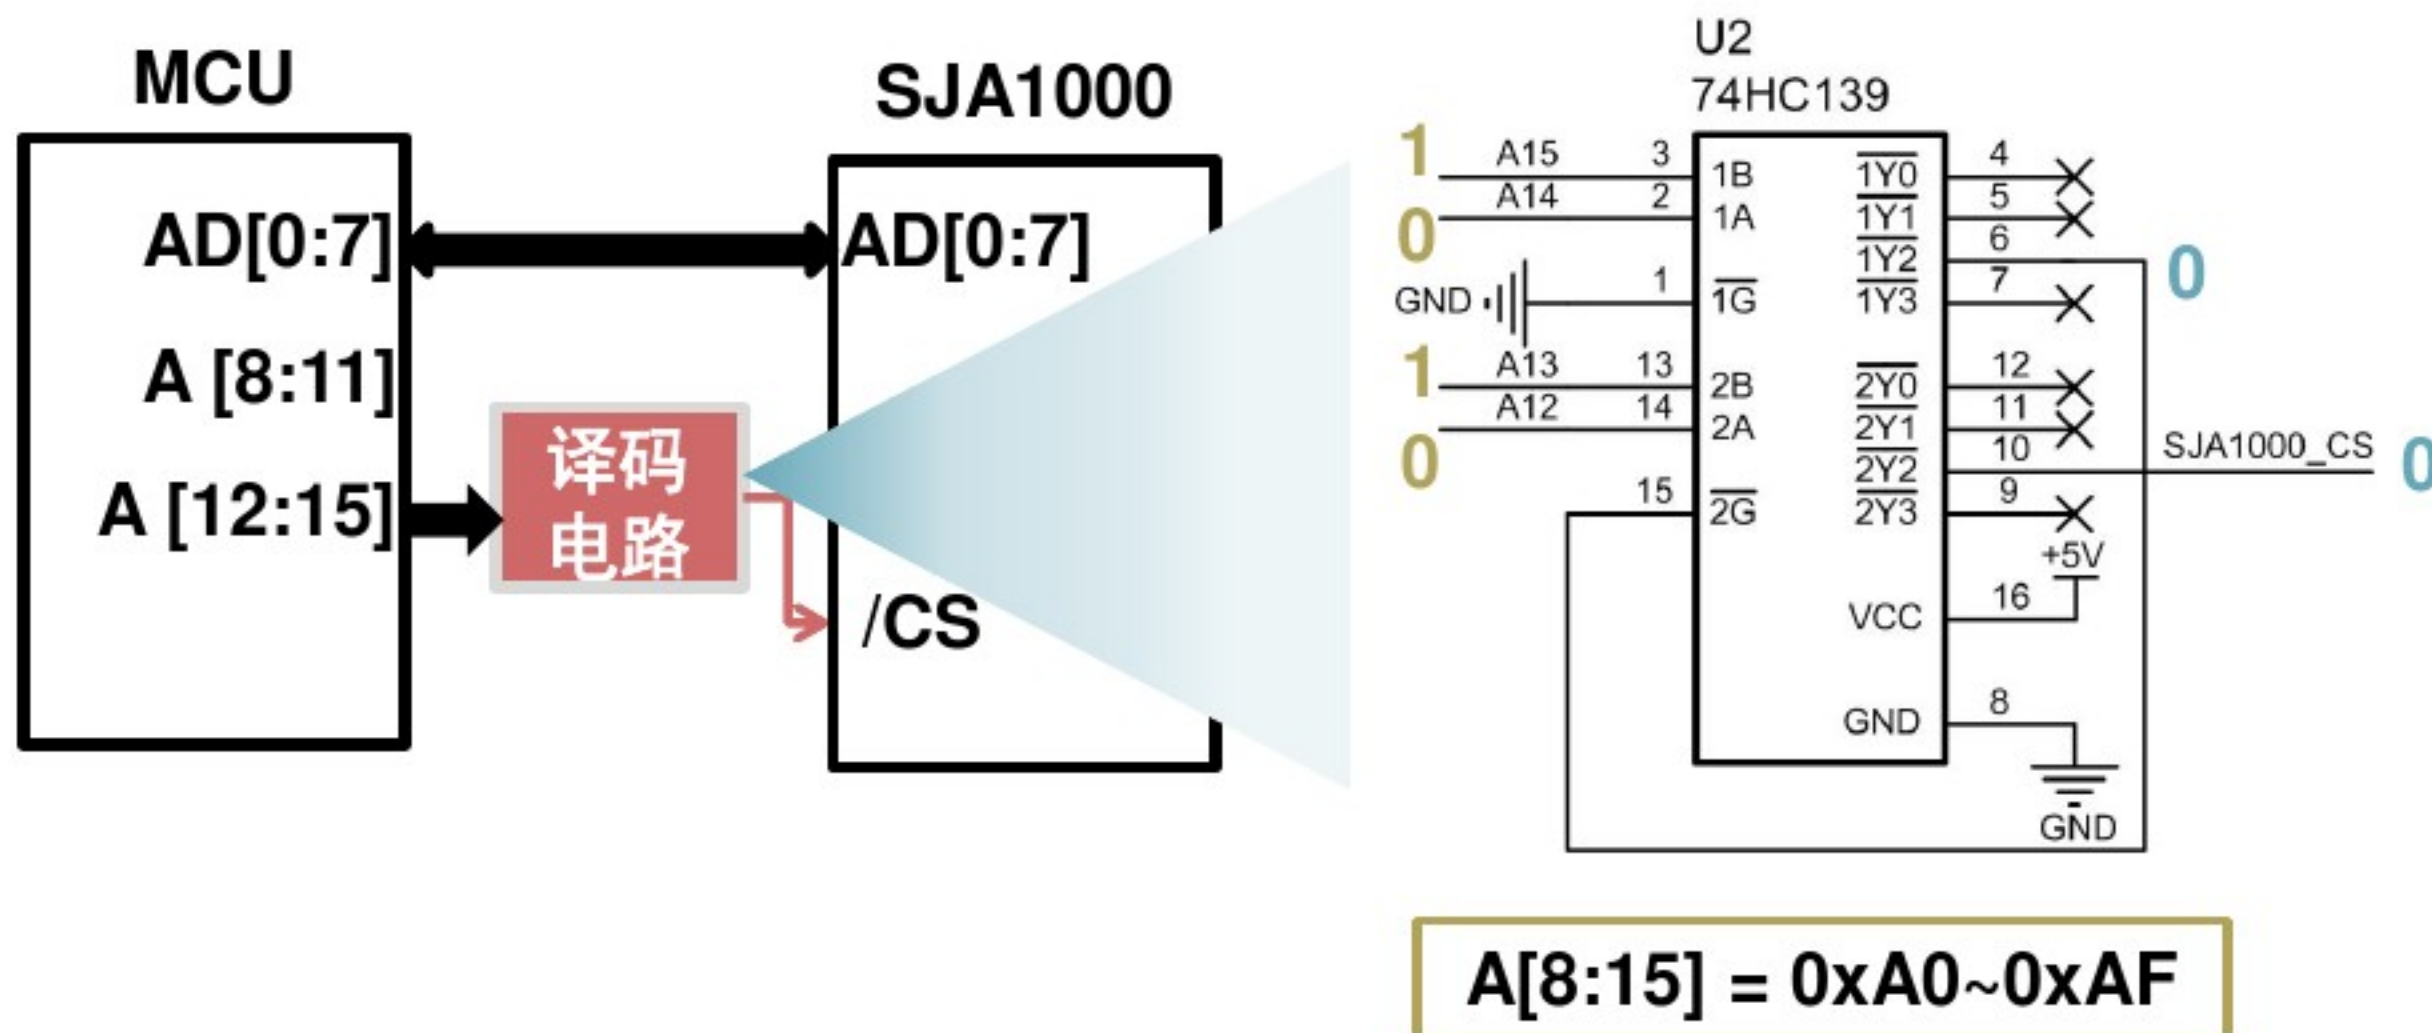 MCU
AD[0:7]
A [8:11]
A [12:15]
译码
电路
SJA1000
AD[0:7]
/CS
U2
74HC139
1 A15 3 1B 1Y0 4
0 A14 2 1A 1Y1 5
1Y2 6 0
GND 1 1G 1Y3 7
1 A13 13 2B 2Y0 12
0 A12 14 2A 2Y1 11
2Y2 10 SJA1000_CS 0
15 2G 2Y3 9
+5V
VCC 16
GND 8
GND
A[8:15] = 0xA0~0xAF